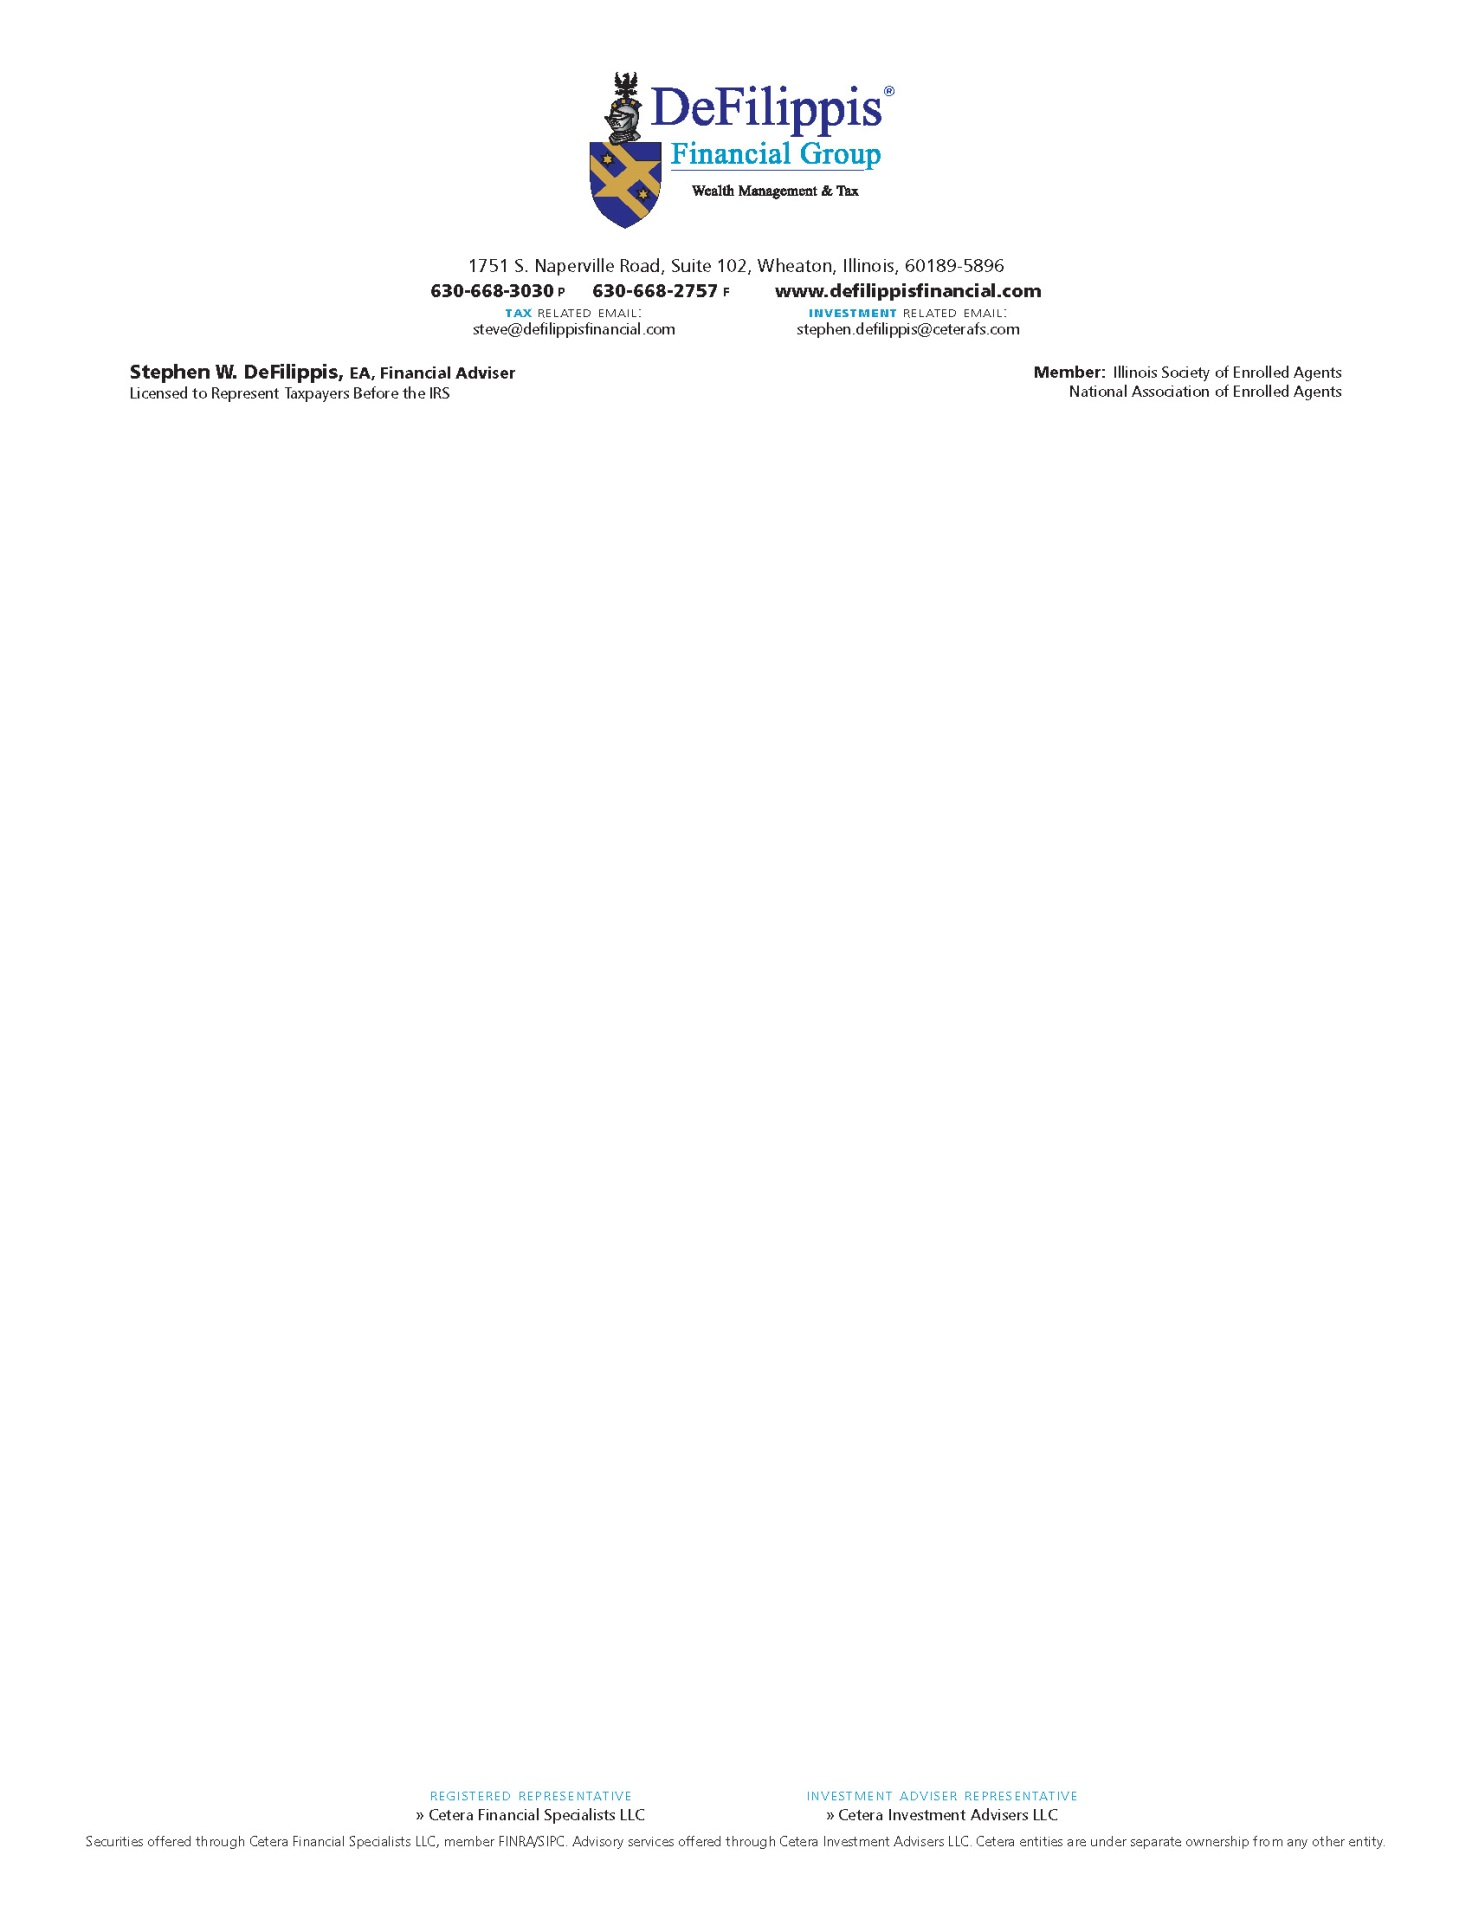 DeFilippis®
Financial Group
Wealth Management & Tax
1751 S. Naperville Road, Suite 102, Wheaton, Illinois, 60189-5896
630-668-3030 P 630-668-2757 F www.defilippisfinancial.com
TAX RELATED EMAIL: INVESTMENT RELATED EMAIL:
steve@defilippisfinancial.com stephen.defilippis@ceterafs.com
Stephen W. DeFilippis, EA, Financial Adviser Member: Illinois Society of Enrolled Agents
Licensed to Represent Taxpayers Before the IRS National Association of Enrolled Agents
REGISTERED REPRESENTATIVE INVESTMENT ADVISER REPRESENTATIVE
» Cetera Financial Specialists LLC » Cetera Investment Advisers LLC
Securities offered through Cetera Financial Specialists LLC, member FINRA/SIPC. Advisory services offered through Cetera Investment Advisers LLC. Cetera entities are under separate ownership from any other entity.